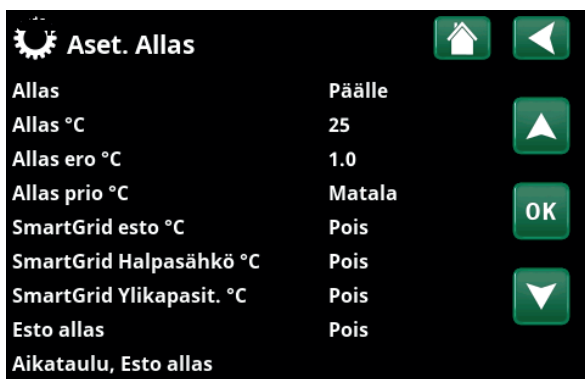 Aset. Allas
Allas Päälle
Allas °C 25
Allas ero °C 1.0
Allas prio °C Matala
SmartGrid esto °C Pois
OK
SmartGrid Halpasähkö °C Pois
SmartGrid Ylikapasit. °C Pois
Esto allas Pois
Aikataulu, Esto allas